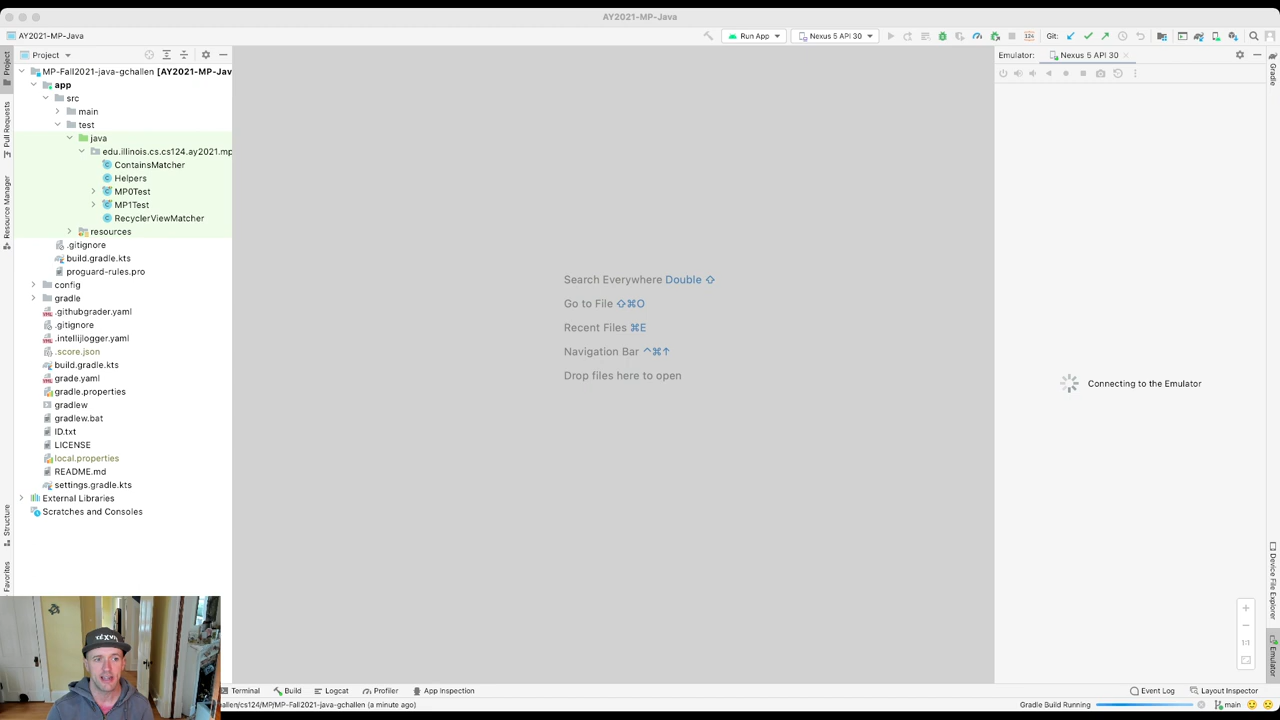 AY2021-MP-Java
AY2021-MP-Java
Run App
Nexus 5 API 30
Git:
Project
Emulator:
Nexus 5 API 30
Project
Pull Requests
Resource Manager
Structure
Favorites
MP-Fall2021-java-gchallen [AY2021-MP-Jav
app
src
main
test
java
edu.illinois.cs.cs124.ay2021.mp
ContainsMatcher
Helpers
MP0Test
MP1Test
RecyclerViewMatcher
resources
.gitignore
build.gradle.kts
proguard-rules.pro
config
gradle
.githubgrader.yaml
.gitignore
.intellijlogger.yaml
.score.json
build.gradle.kts
grade.yaml
gradle.properties
gradlew
gradlew.bat
ID.txt
LICENSE
local.properties
README.md
settings.gradle.kts
External Libraries
Scratches and Consoles
Search Everywhere Double ⇧
Go to File ⇧⌘O
Recent Files ⌘E
Navigation Bar ^⌘↑
Drop files here to open
Connecting to the Emulator
1:1
Gradle
Device File Explorer
Emulator
Terminal
Build
Logcat
Profiler
App Inspection
Event Log
Layout Inspector
allen/cs124/MP/MP-Fall2021-java-gchallen (a minute ago)
Gradle Build Running
main